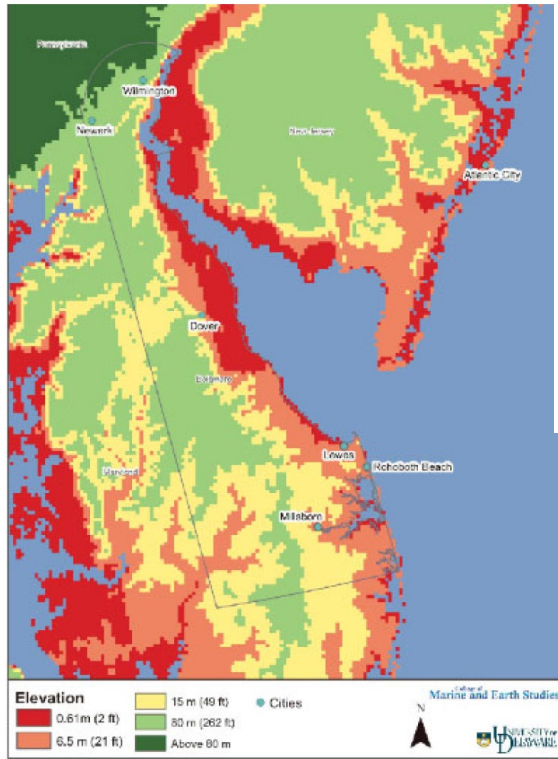 Pennsylvania
Wilmington
Newark
New Jersey
Atlantic City
Dover
Delaware
Lewes
Rehoboth Beach
Maryland
Millsboro
Elevation
0.61m (2 ft)
6.5 m (21 ft)
15 m (49 ft)
80 m (262 ft)
Above 80 m
Cities
N
College of
Marine and Earth Studies
UNIVERSITY OF
DELAWARE